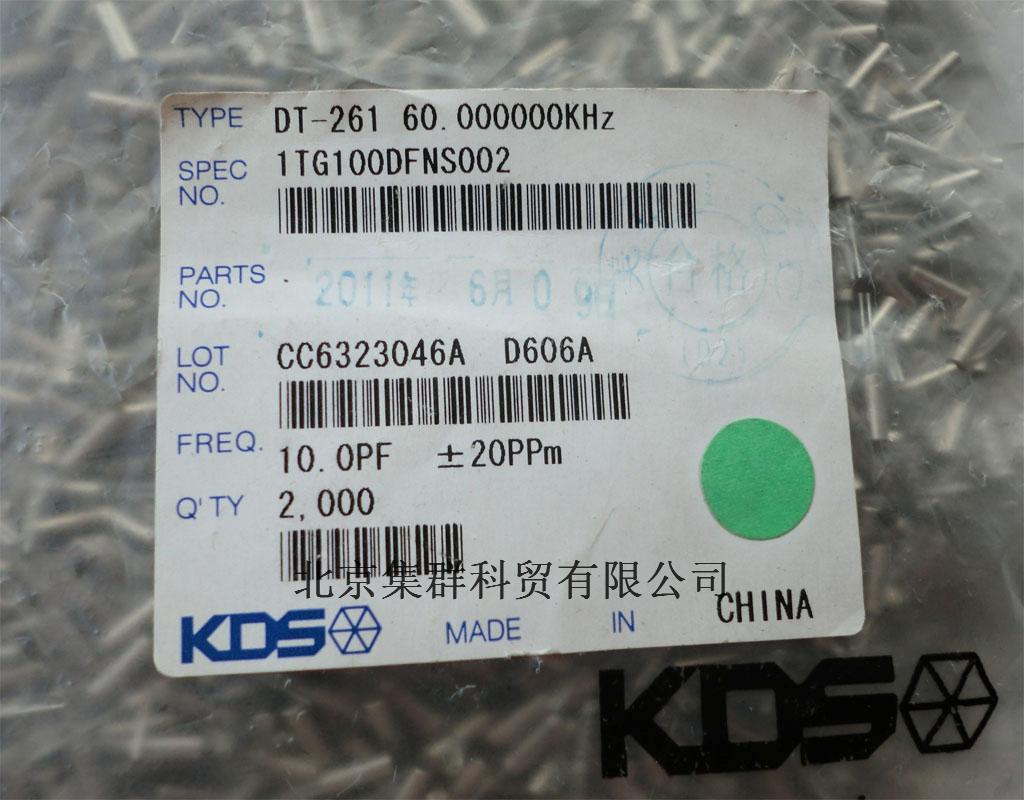 TYPE DT-261 60.000000KHz
SPEC NO. 1TG100DFNS002
PARTS NO.
2011年 6月 0 9日
合格
LOT NO. CC6323046A D606A
FREQ. 10.0PF ±20PPm
Q'TY 2,000
北京集群科贸有限公司
KDS MADE IN CHINA
KDS